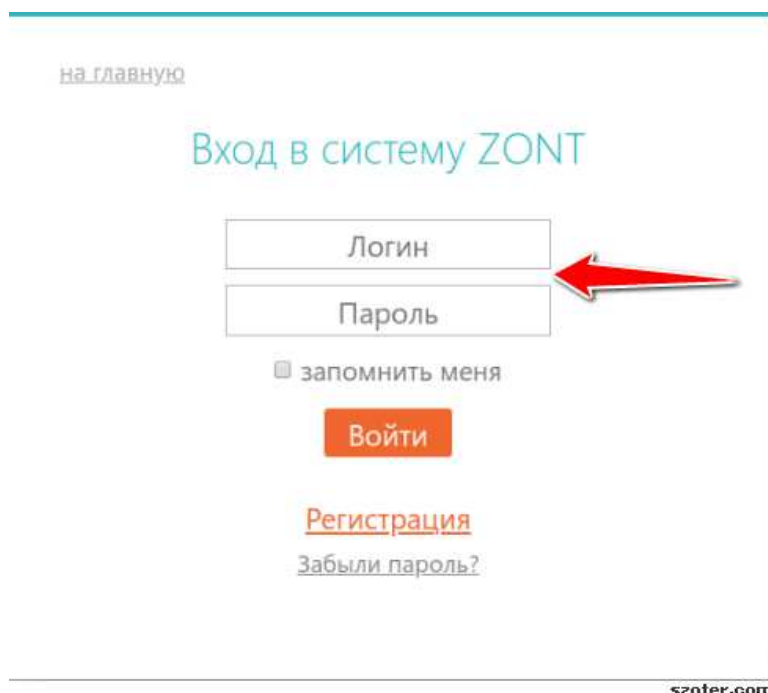 на главную
Вход в систему ZONT
Логин
Пароль
запомнить меня
Войти
Регистрация
Забыли пароль?
szoter.com